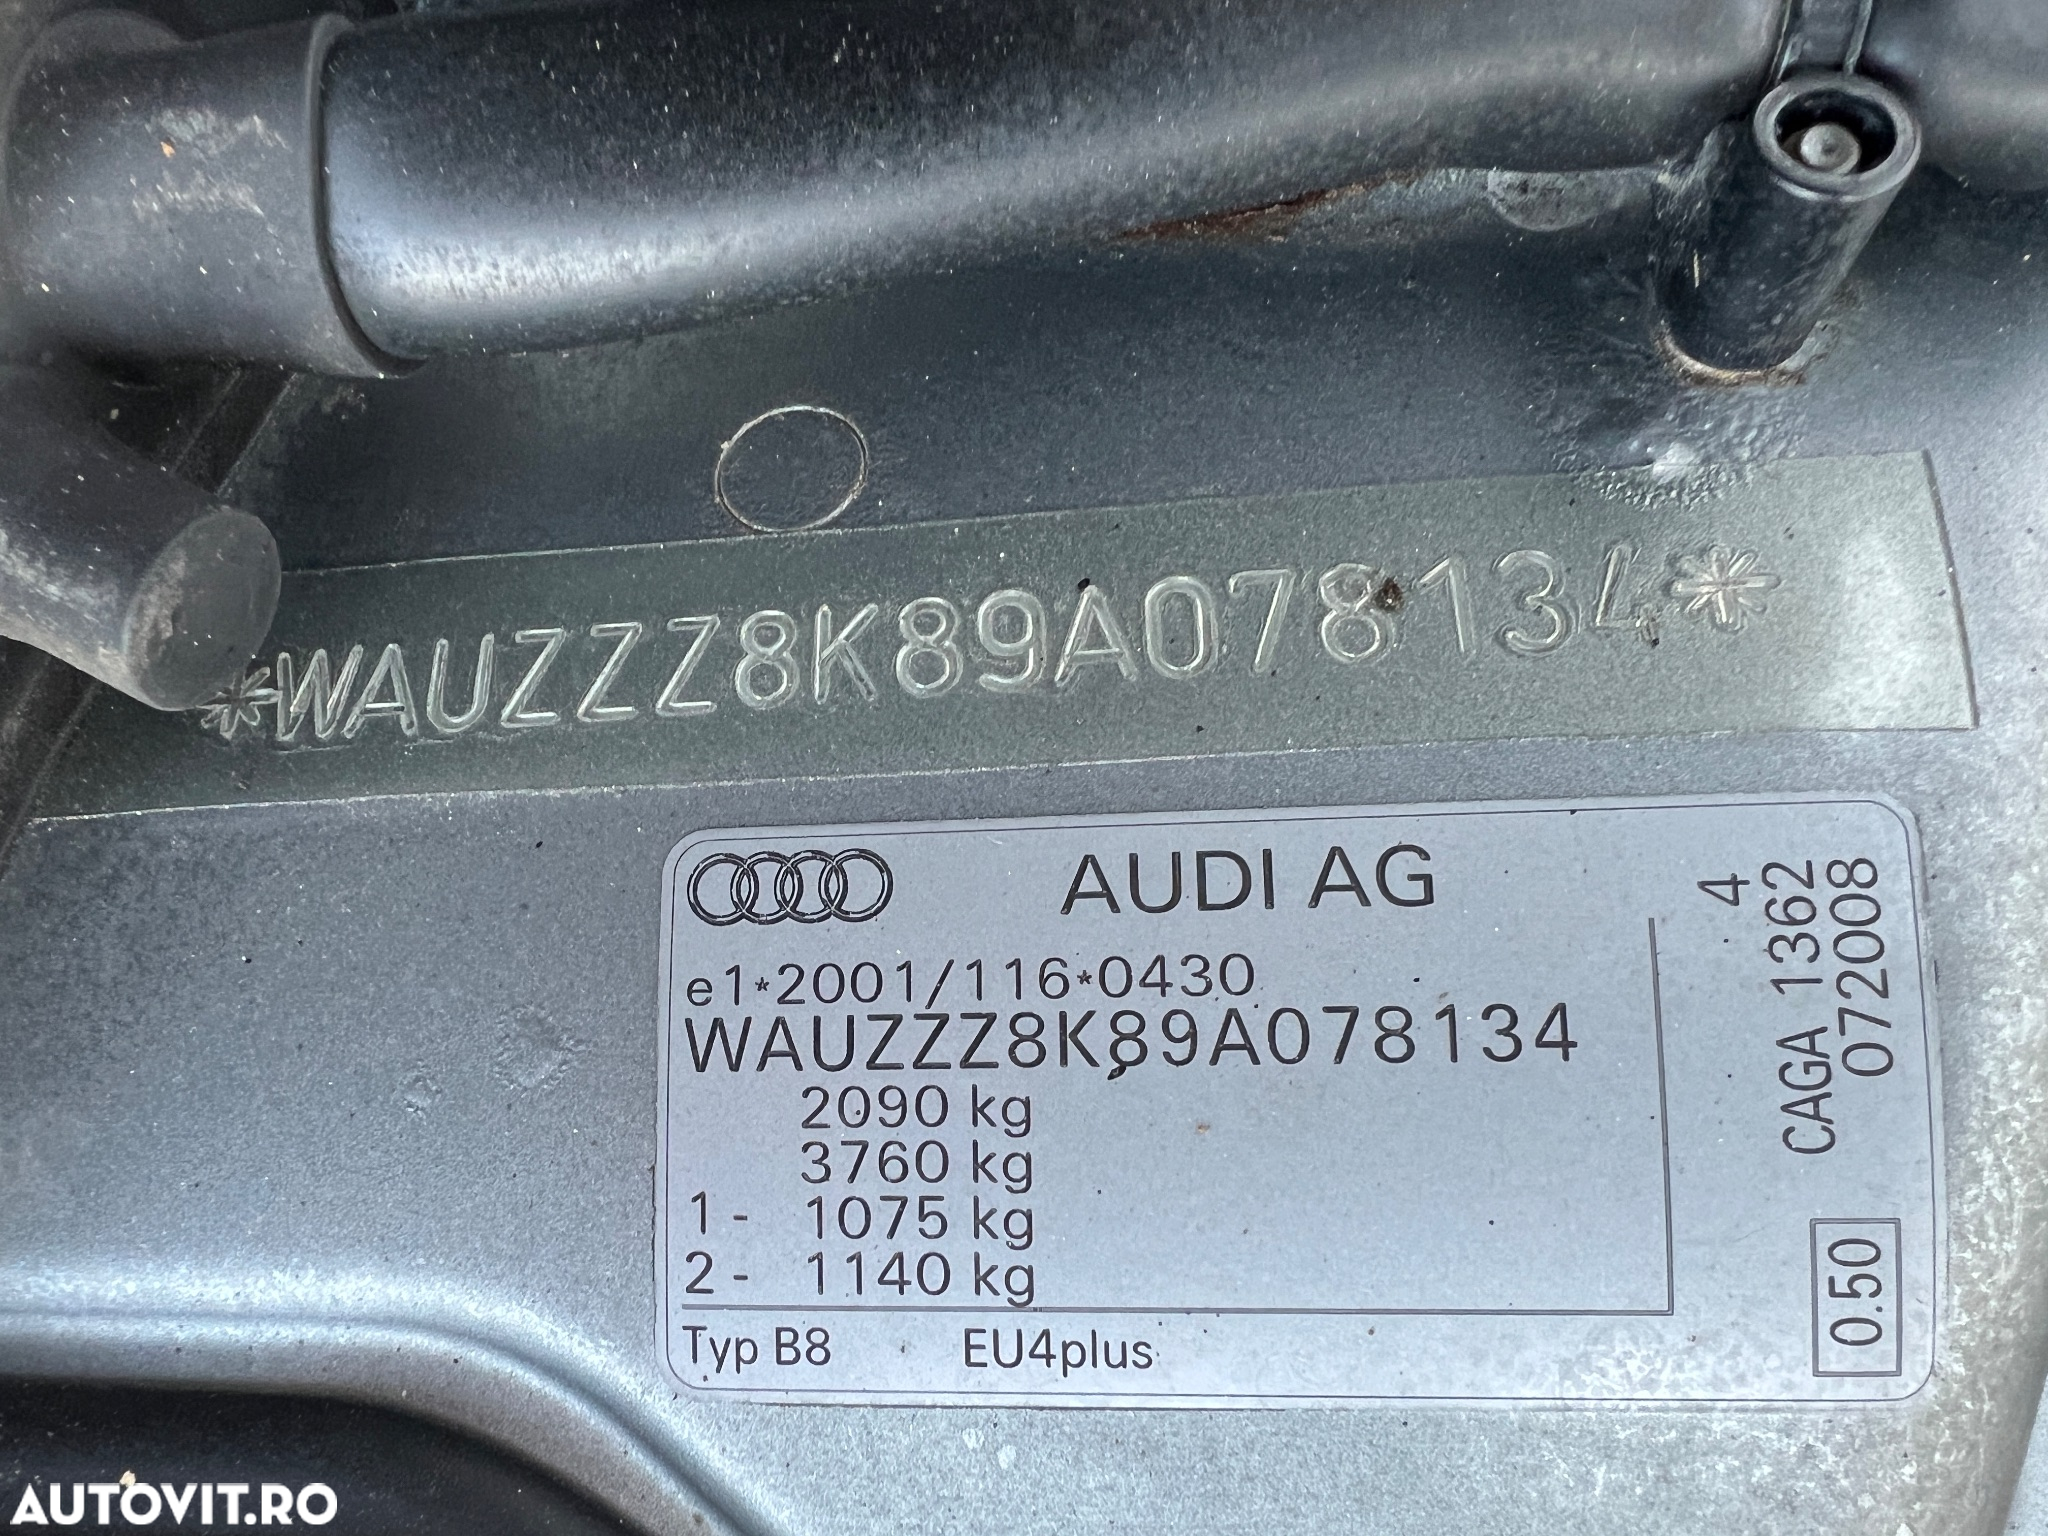 *WAUZZZ8K89A078134*
AUDI AG
e1*2001/116*0430
WAUZZZ8K89A078134
2090 kg
3760 kg
1 - 1075 kg
2 - 1140 kg
Typ B8 EU4plus
4
CAGA 1362
072008
0.50
AUTOVIT.RO